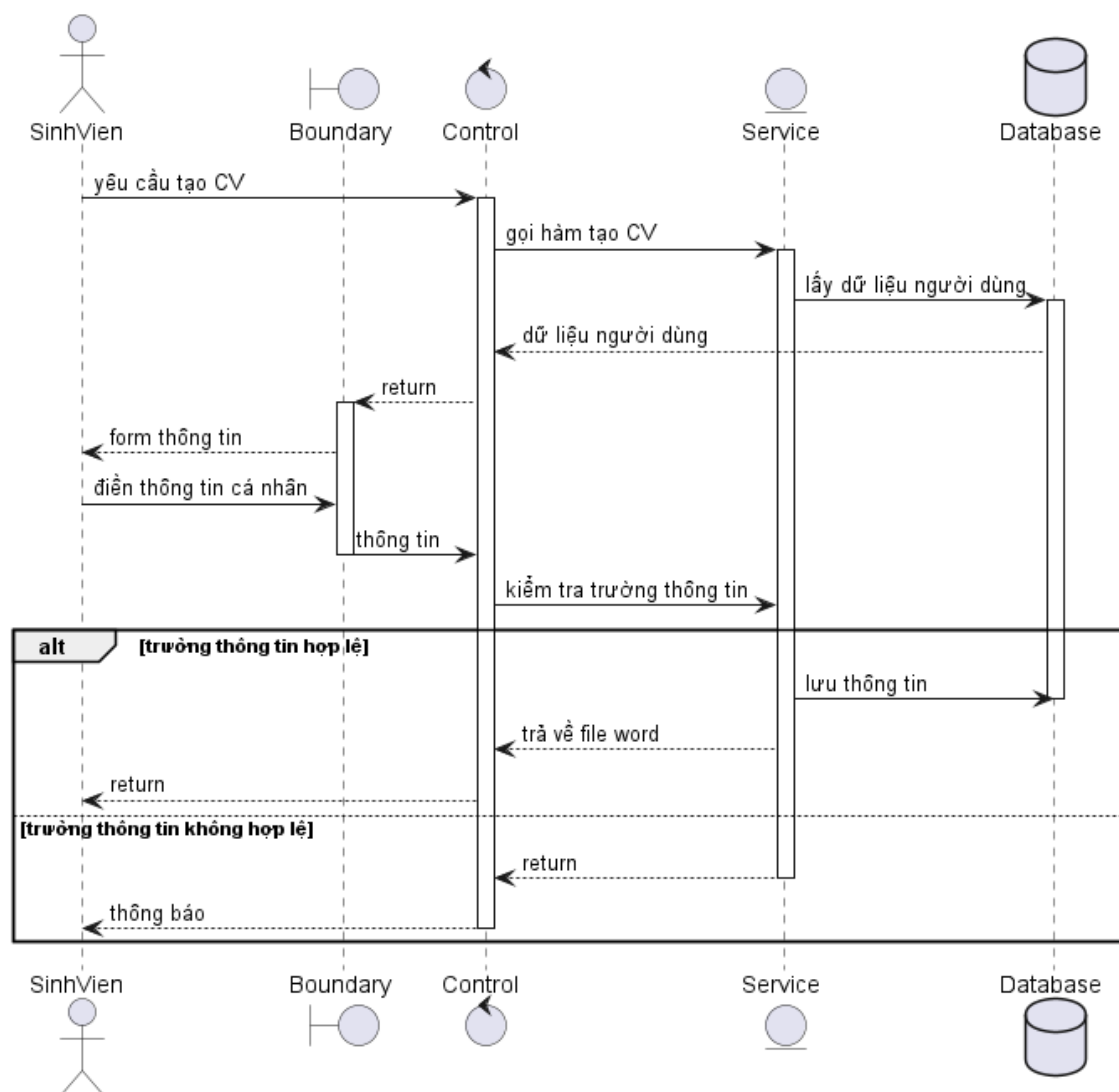 SinhVien
Boundary
Control
Service
Database
yêu cầu tạo CV
gọi hàm tạo CV
lấy dữ liệu người dùng
dữ liệu người dùng
return
form thông tin
điền thông tin cá nhân
thông tin
kiểm tra trường thông tin
alt
[trường thông tin hợp lệ]
lưu thông tin
trả về file word
return
[trường thông tin không hợp lệ]
return
thông báo
SinhVien
Boundary
Control
Service
Database